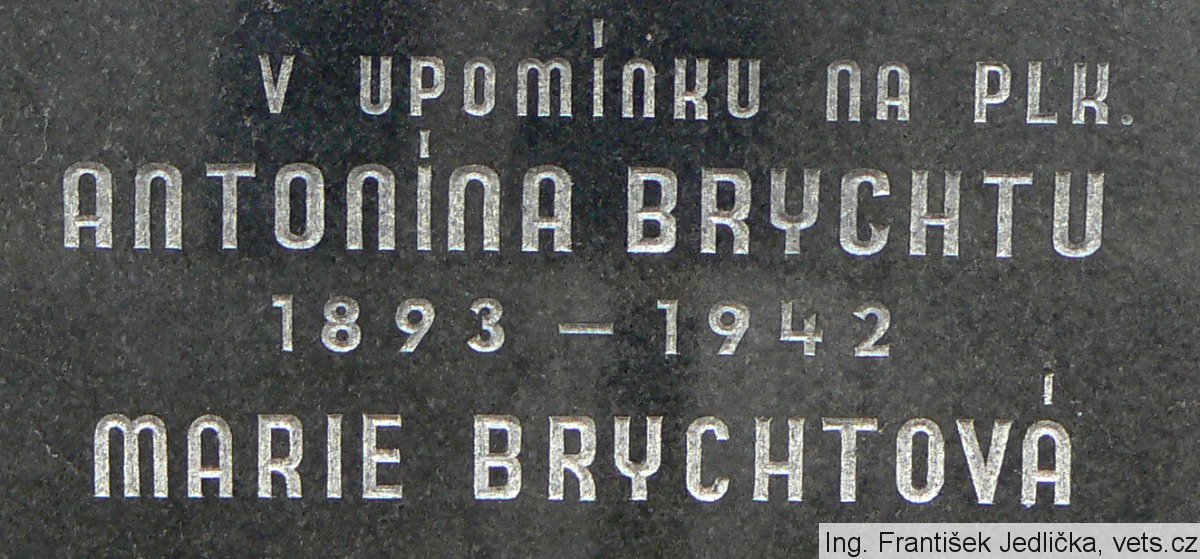 V UPOMÍNKU NA PLK.
ANTONÍNA BRYCHTU
1893 — 1942
MARIE BRYCHTOVÁ
Ing. František Jedlička, vets.cz